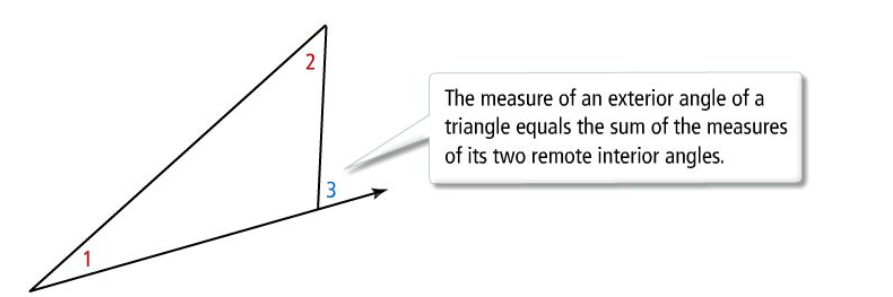 2
The measure of an exterior angle of a
triangle equals the sum of the measures
of its two remote interior angles.
3
1